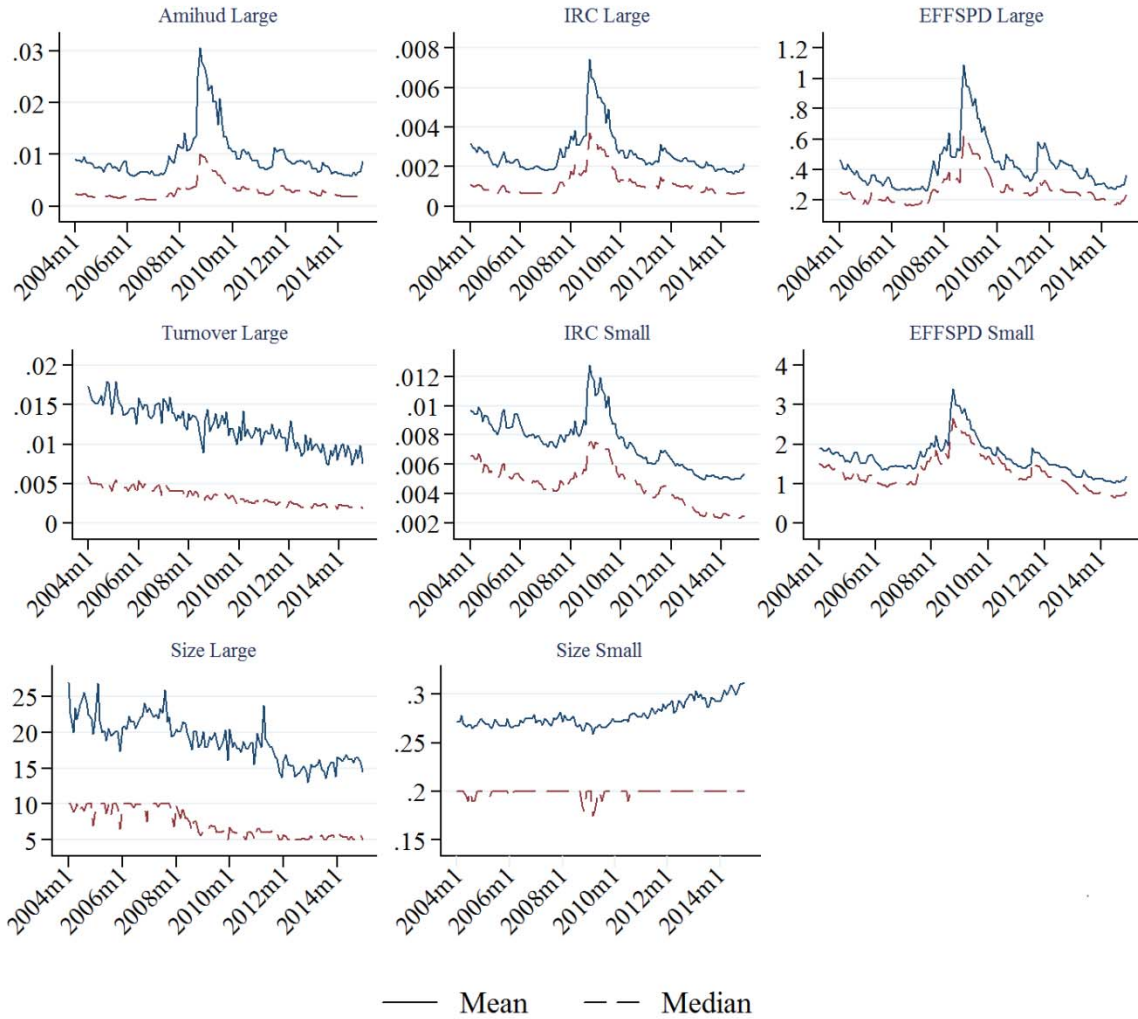 Amihud Large IRC Large EFFSPD Large
.03 .008 1.2
.02 .006 1
.01 .004 .8
0 .002 .6
0 .4
.2
2004m1 2006m1 2008m1 2010m1 2012m1 2014m1 2004m1 2006m1 2008m1 2010m1 2012m1 2014m1 2004m1 2006m1 2008m1 2010m1 2012m1 2014m1
Turnover Large IRC Small EFFSPD Small
.02 .012 4
.015 .01 3
.01 .008 2
.005 .006 1
0 .004 0
.002
2004m1 2006m1 2008m1 2010m1 2012m1 2014m1 2004m1 2006m1 2008m1 2010m1 2012m1 2014m1 2004m1 2006m1 2008m1 2010m1 2012m1 2014m1
Size Large Size Small
25 .3
20 .25
15 .2
10 .15
5
2004m1 2006m1 2008m1 2010m1 2012m1 2014m1 2004m1 2006m1 2008m1 2010m1 2012m1 2014m1
Mean Median